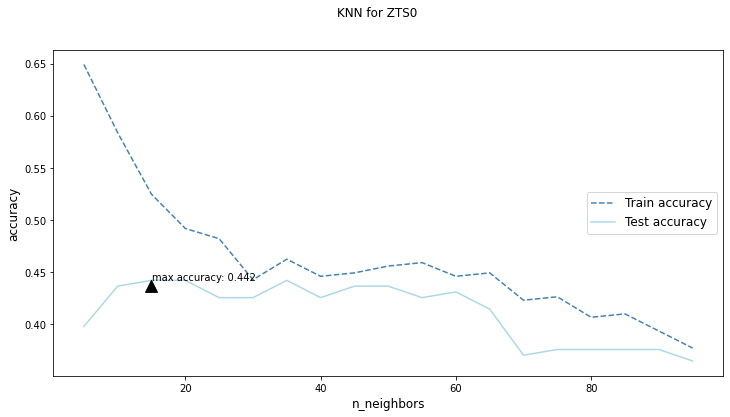 KNN for ZTS0
0.65
0.60
0.55
0.50
0.45
0.40
accuracy
max accuracy: 0.442
Train accuracy
Test accuracy
20
40
60
80
n_neighbors